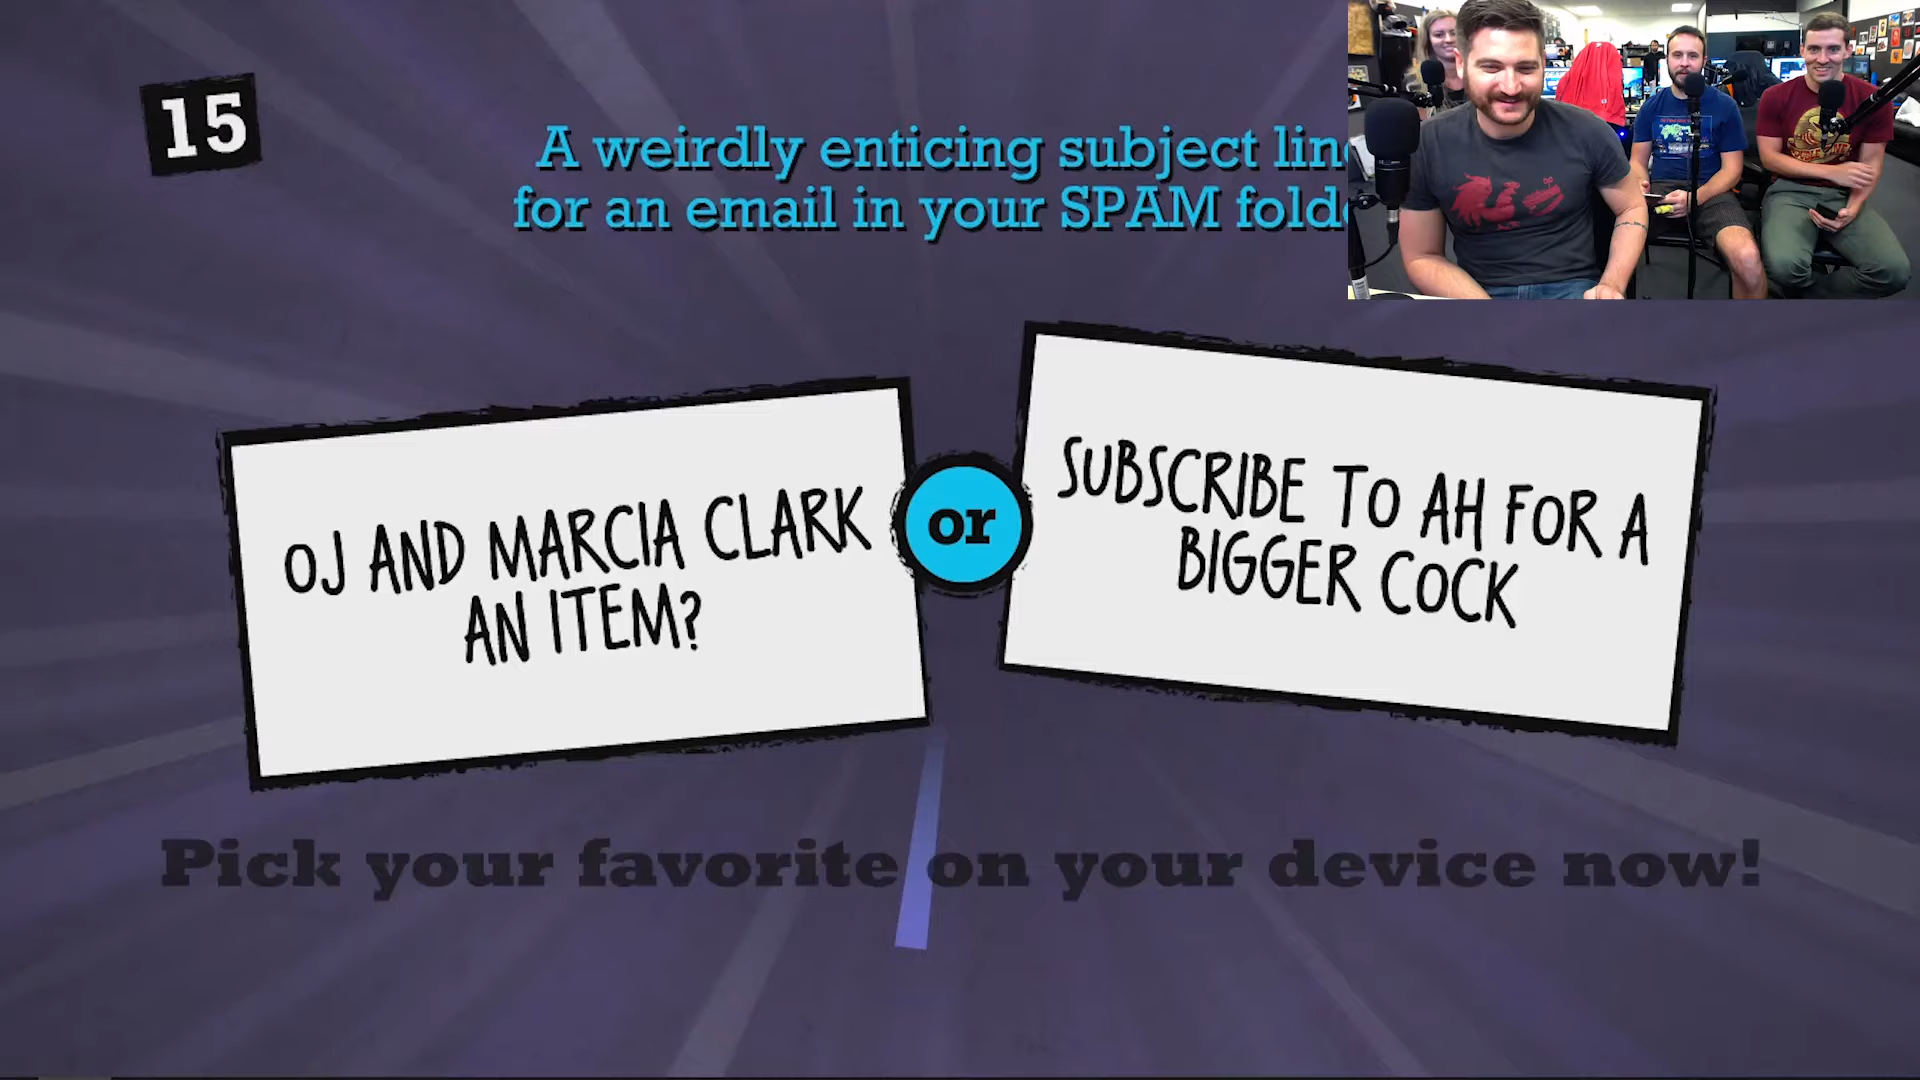 15
A weirdly enticing subject lin
for an email in your SPAM fold
OJ AND MARCIA CLARK
AN ITEM?
or
SUBSCRIBE TO AH FOR A
BIGGER COCK
Pick your favorite on your device now!